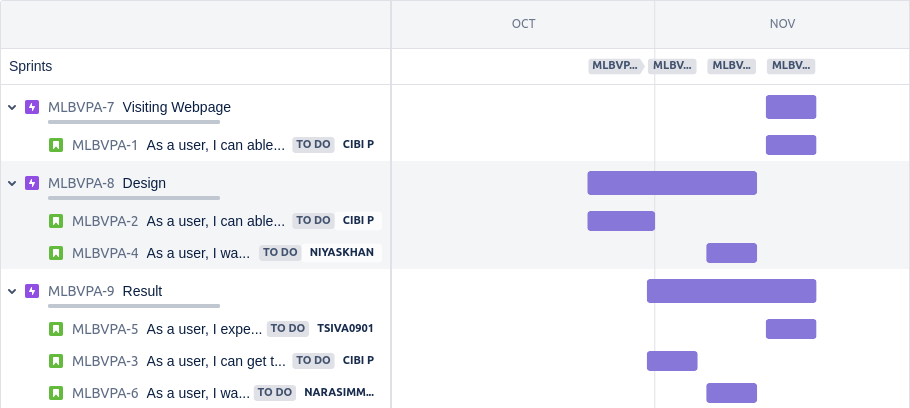 OCT NOV
Sprints MLBVP... MLBV... MLBV... MLBV...
MLBVPA-7 Visiting Webpage
MLBVPA-1 As a user, I can able... TO DO CIBI P
MLBVPA-8 Design
MLBVPA-2 As a user, I can able... TO DO CIBI P
MLBVPA-4 As a user, I wa... TO DO NIYASKHAN
MLBVPA-9 Result
MLBVPA-5 As a user, I expe... TO DO TSIVA0901
MLBVPA-3 As a user, I can get t... TO DO CIBI P
MLBVPA-6 As a user, I wa... TO DO NARASIMM...